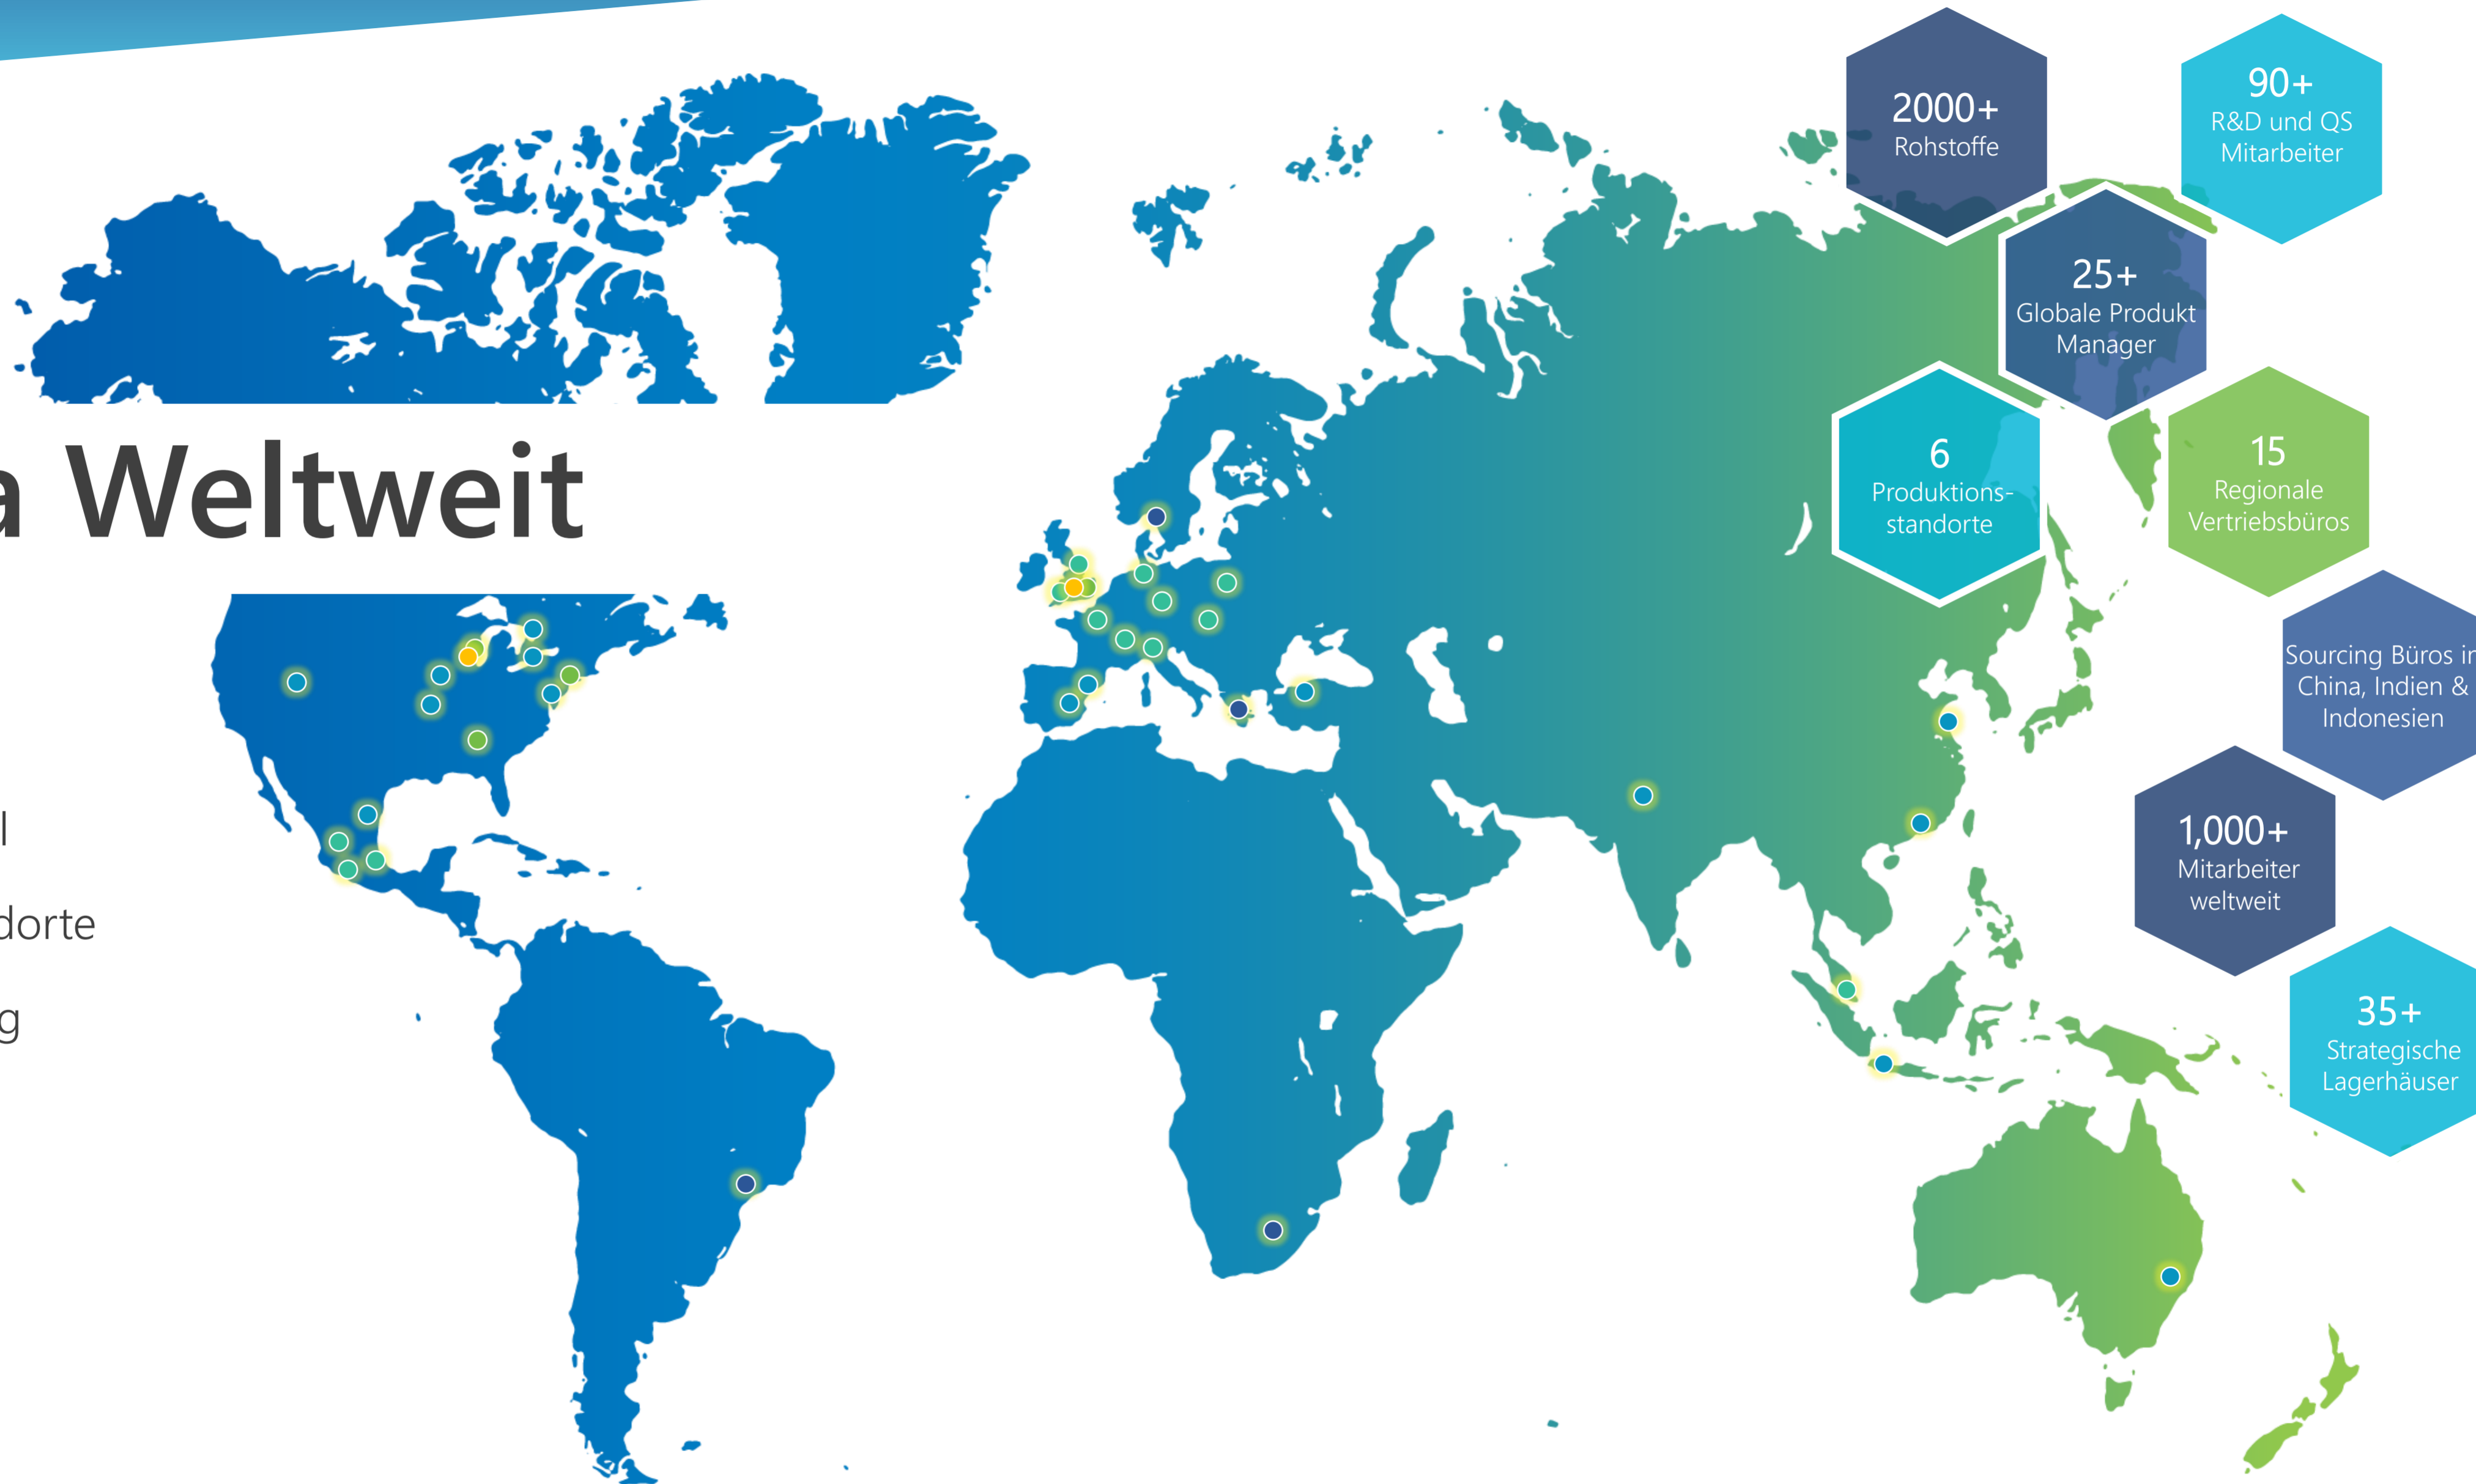 a Weltweit
l
dorte
g
2000+
Rohstoffe
90+
R&D und QS
Mitarbeiter
25+
Globale Produkt
Manager
6
Produktions-
standorte
15
Regionale
Vertriebsbüros
Sourcing Büros in
China, Indien &
Indonesien
1,000+
Mitarbeiter
weltweit
35+
Strategische
Lagerhäuser